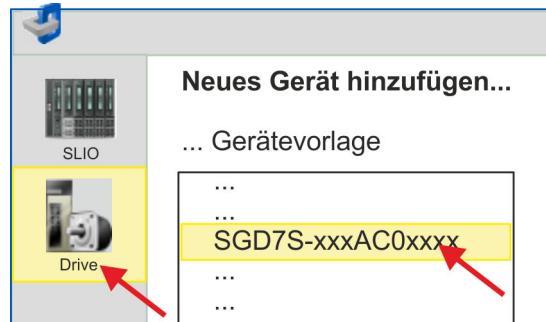 Neues Gerät hinzufügen...
SLIO
... Gerätevorlage
...
...
SGD7S-xxxAC0xxxx
Drive
...
...